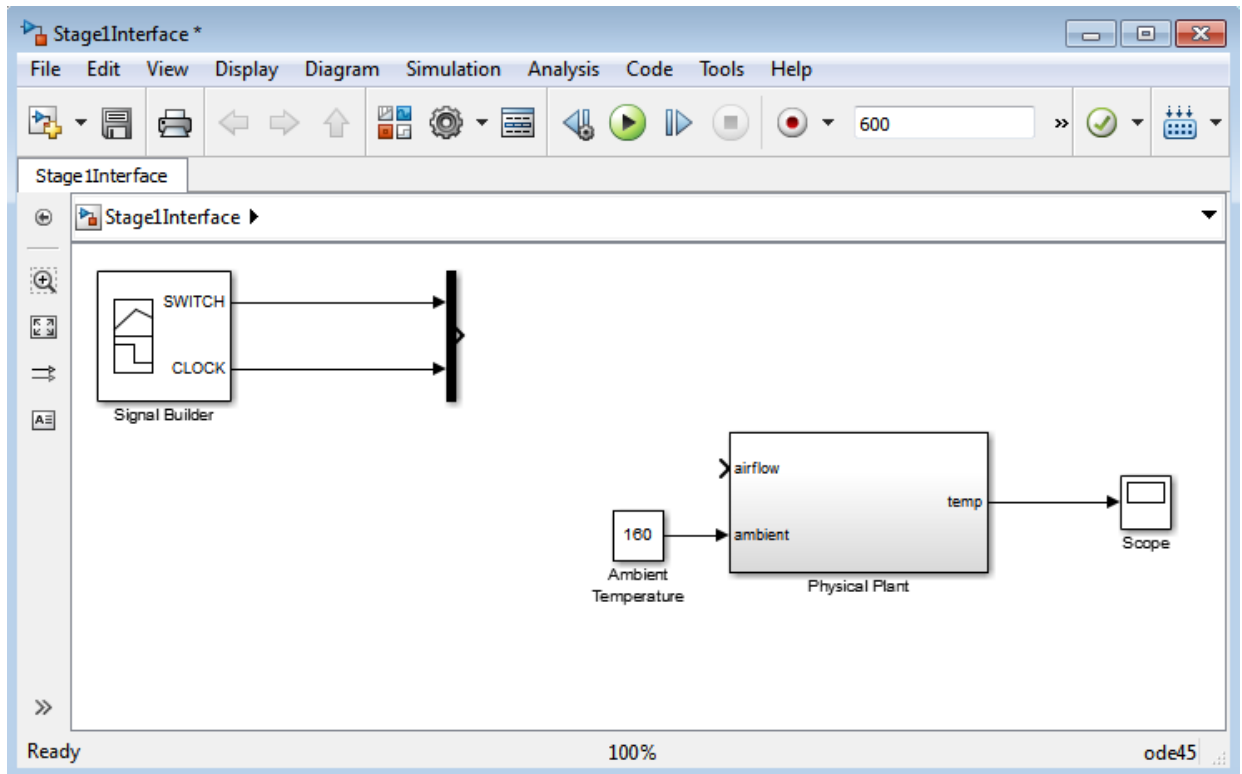 Stage1Interface *
File Edit View Display Diagram Simulation Analysis Code Tools Help
600 »
Stage1Interface
Stage1Interface
SWITCH
CLOCK
Signal Builder
airflow
temp
160
ambient
Scope
Ambient
Temperature
Physical Plant
Ready 100% ode45